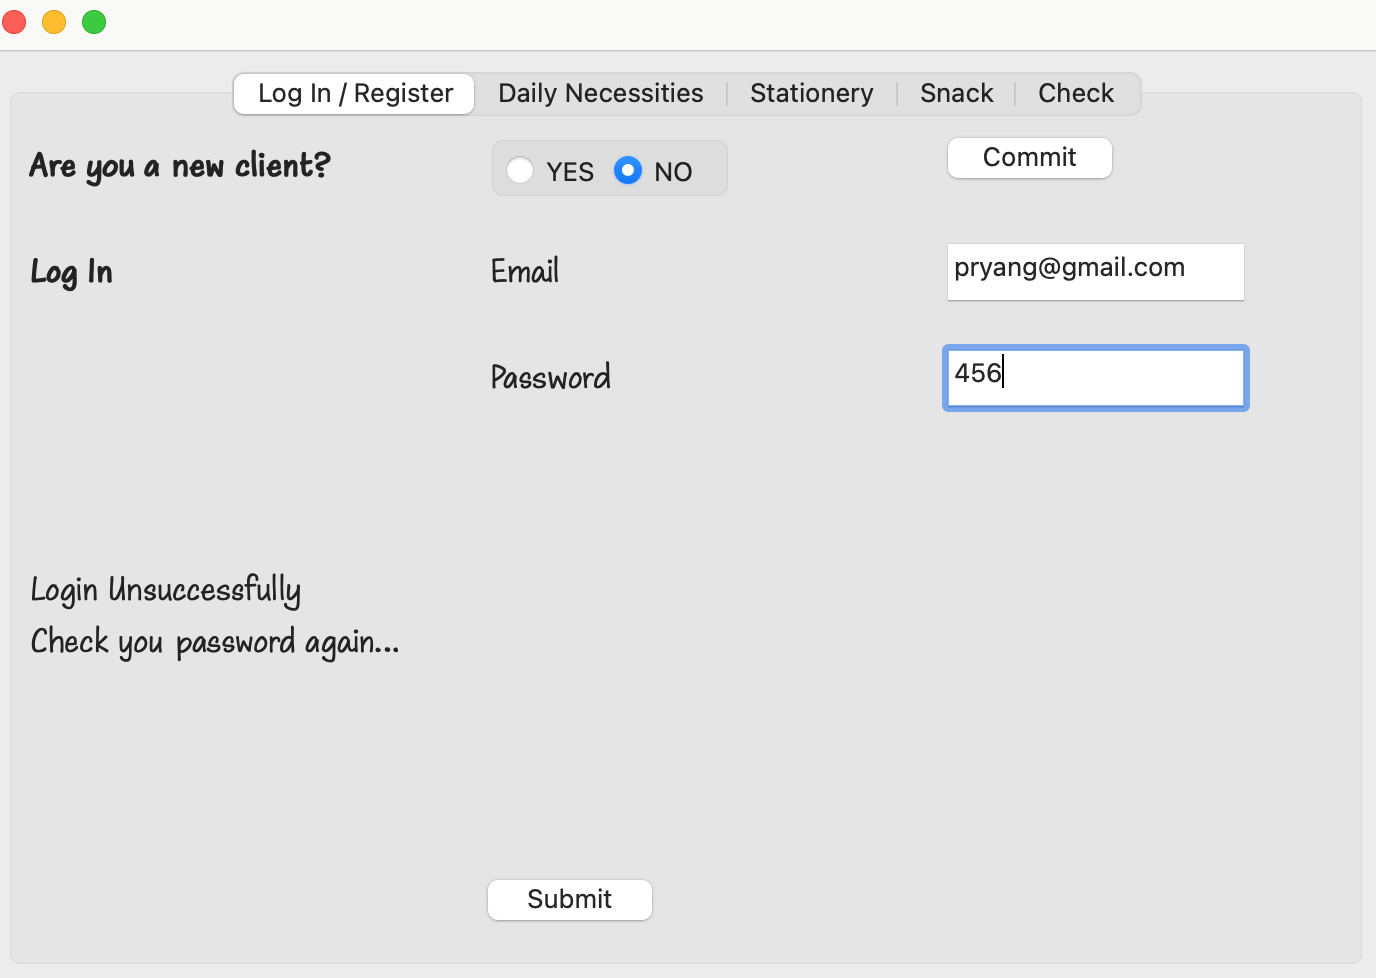 Log In / Register Daily Necessities Stationery Snack Check
Are you a new client? YES NO Commit
Log In Email pryang@gmail.com
Password 456
Login Unsuccessfully
Check you password again...
Submit